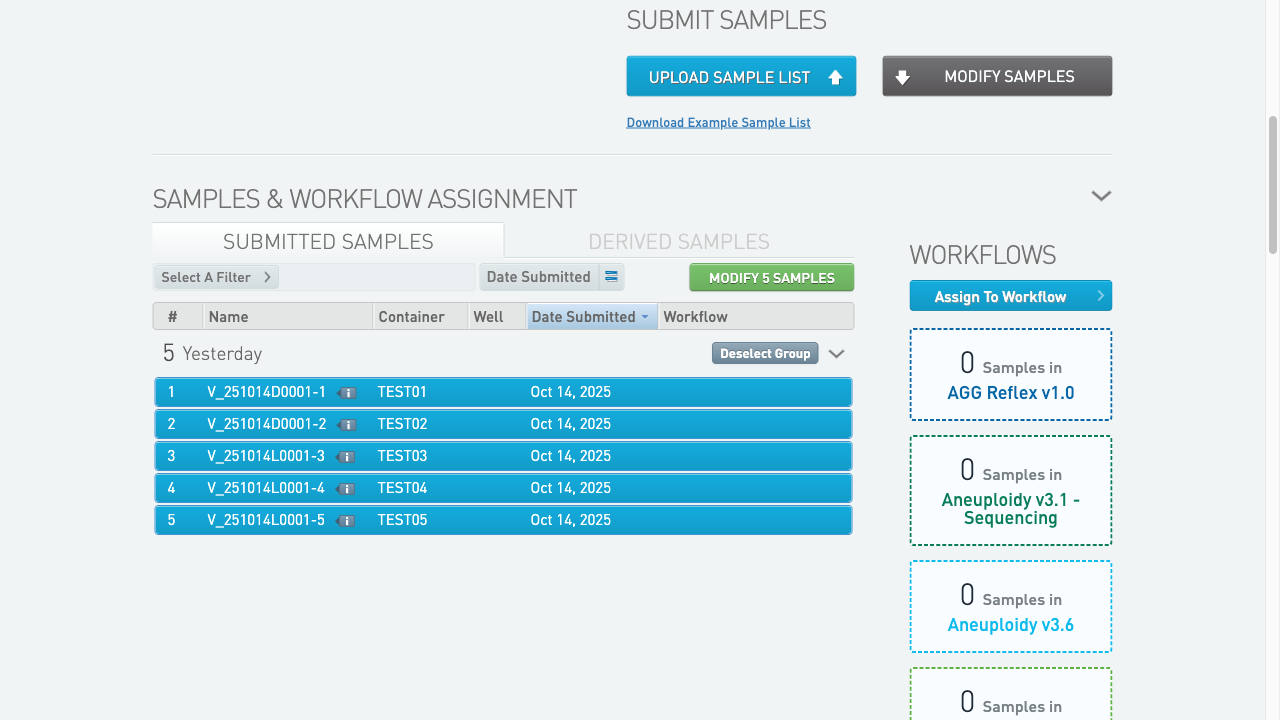 SUBMIT SAMPLES
UPLOAD SAMPLE LIST
MODIFY SAMPLES
Download Example Sample List
SAMPLES & WORKFLOW ASSIGNMENT
SUBMITTED SAMPLES
DERIVED SAMPLES
Select A Filter
Date Submitted
MODIFY 5 SAMPLES
# Name Container Well Date Submitted Workflow
5 Yesterday
Deselect Group
1 V_251014D0001-1 TEST01 Oct 14, 2025
2 V_251014D0001-2 TEST02 Oct 14, 2025
3 V_251014L0001-3 TEST03 Oct 14, 2025
4 V_251014L0001-4 TEST04 Oct 14, 2025
5 V_251014L0001-5 TEST05 Oct 14, 2025
WORKFLOWS
Assign To Workflow
0 Samples in
AGG Reflex v1.0
0 Samples in
Aneuploidy v3.1 -
Sequencing
0 Samples in
Aneuploidy v3.6
0 Samples in